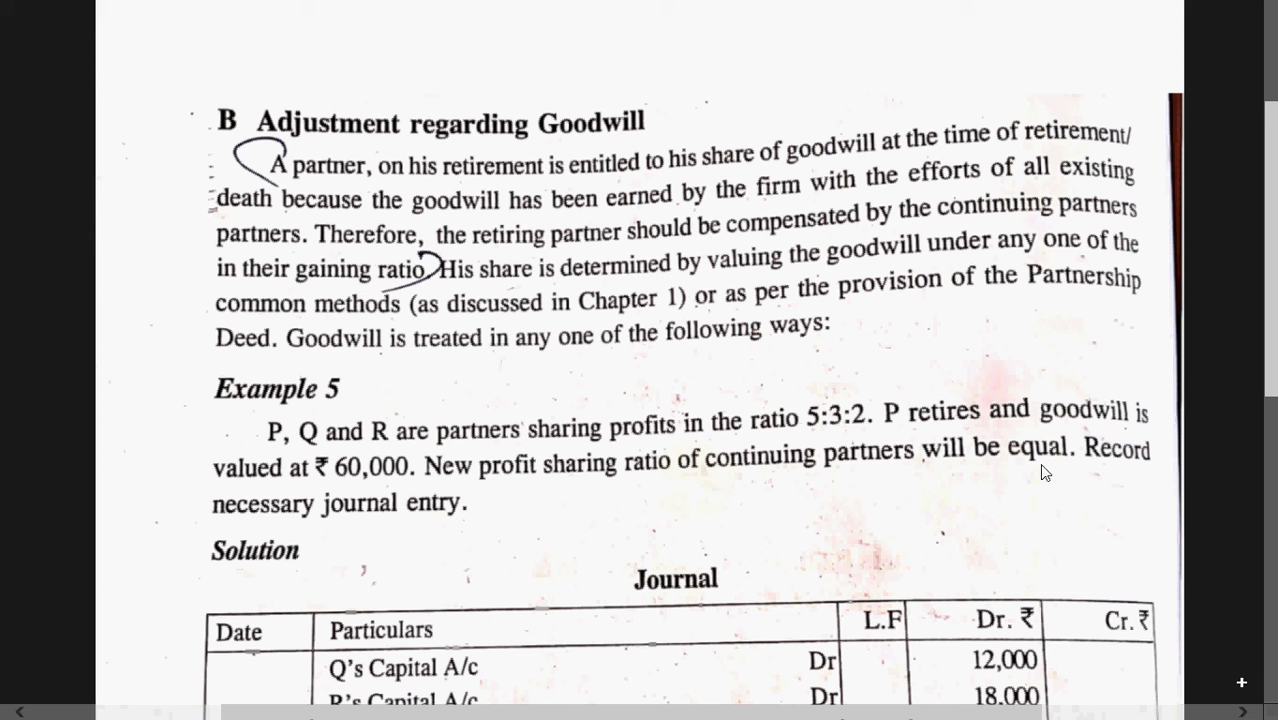 B Adjustment regarding Goodwill
A partner, on his retirement is entitled to his share of goodwill at the time of retirement/
death because the goodwill has been earned by the firm with the efforts of all existing
partners. Therefore, the retiring partner should be compensated by the continuing partners
in their gaining ratio. His share is determined by valuing the goodwill under any one of the
common methods (as discussed in Chapter 1) or as per the provision of the Partnership
Deed. Goodwill is treated in any one of the following ways:
Example 5
P, Q and R are partners sharing profits in the ratio 5:3:2. P retires and goodwill is
valued at ₹ 60,000. New profit sharing ratio of continuing partners will be equal. Record
necessary journal entry.
Solution
Journal
Date Particulars L.F Dr. ₹ Cr. ₹
Q's Capital A/c Dr 12,000
R's Capital A/c Dr 18,000